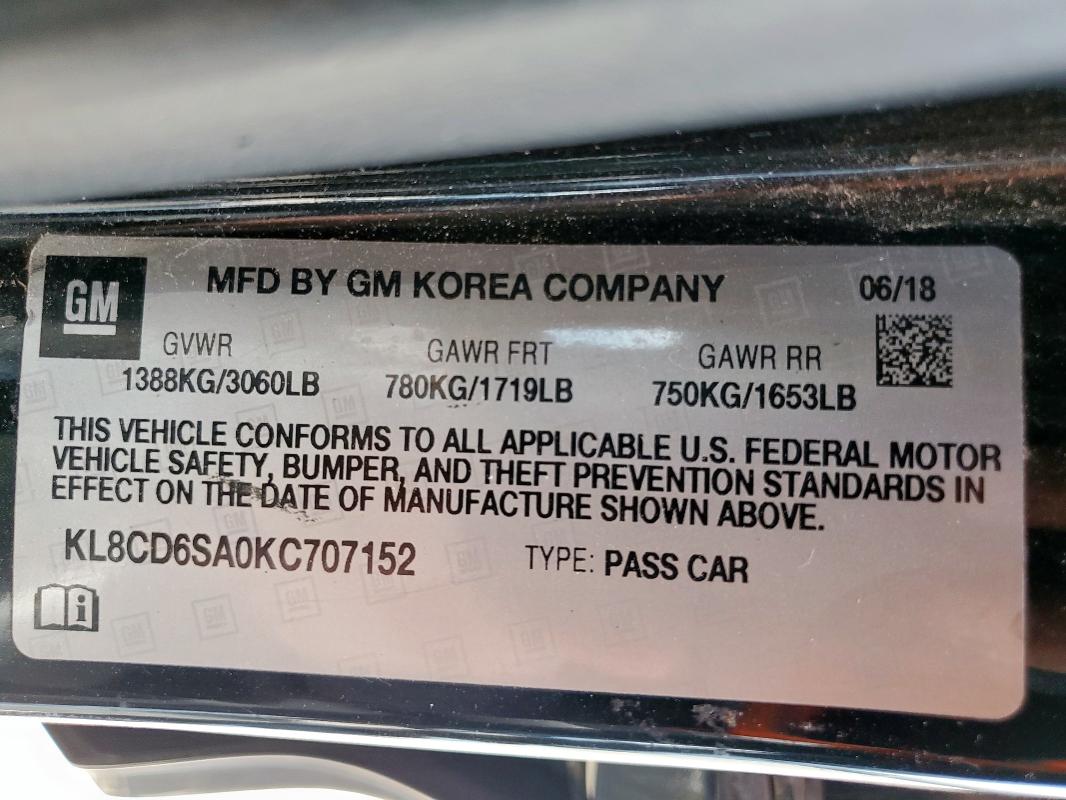 GM
MFD BY GM KOREA COMPANY
06/18
GVWR
GAWR FRT
GAWR RR
1388KG/3060LB
780KG/1719LB
750KG/1653LB
THIS VEHICLE CONFORMS TO ALL APPLICABLE U.S. FEDERAL MOTOR
VEHICLE SAFETY, BUMPER, AND THEFT PREVENTION STANDARDS IN
EFFECT ON THE DATE OF MANUFACTURE SHOWN ABOVE.
KL8CD6SA0KC707152
TYPE: PASS CAR
i